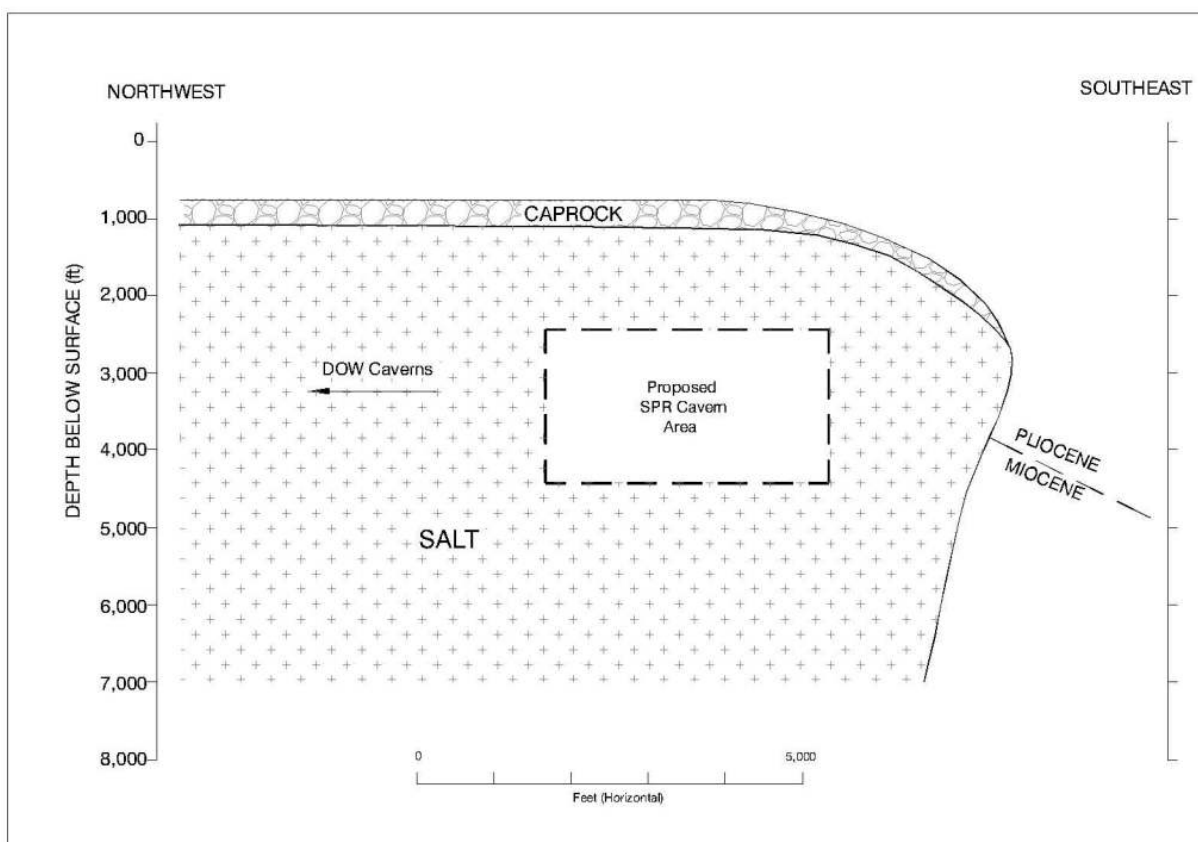 NORTHWEST
SOUTHEAST
0
1,000
2,000
3,000
4,000
5,000
6,000
7,000
8,000
DEPTH BELOW SURFACE (ft)
CAPROCK
DOW Caverns
Proposed
SPR Cavern
Area
PLIOCENE
MIOCENE
SALT
0
5,000
Feet (Horizontal)